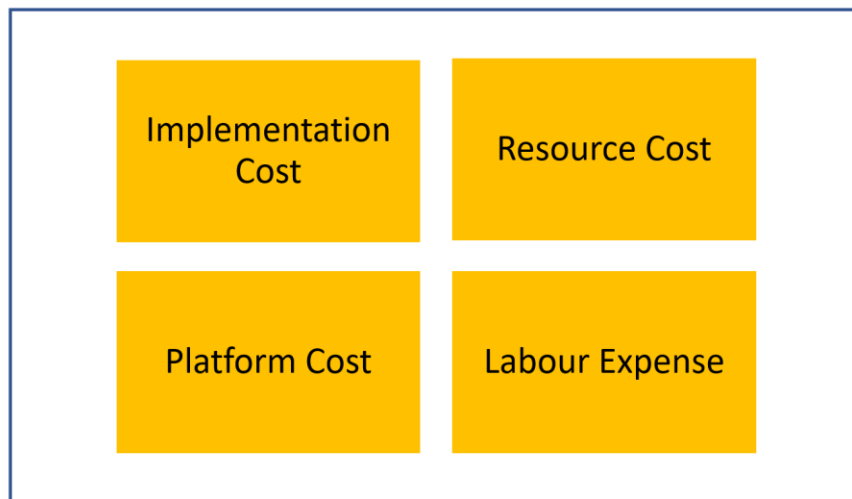 Implementation
Cost
Resource Cost
Platform Cost
Labour Expense